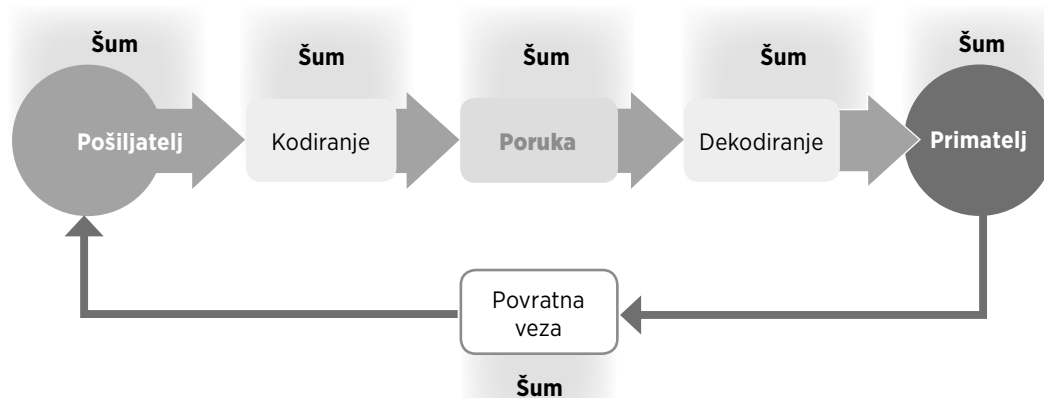 Šum
Šum
Šum
Šum
Šum
Pošiljatelj
Kodiranje
Poruka
Dekodiranje
Primatelj
Povratna
veza
Šum